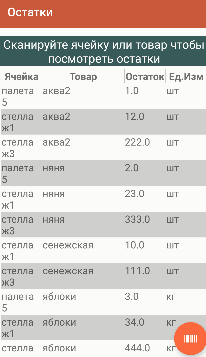 Остатки
Сканируйте ячейку или товар чтобы
посмотреть остатки
Ячейка Товар Остаток Ед.Изм
палета аква2 1.0 шт
5
стелла аква2 12.0 шт
ж1
стелла аква2 222.0 шт
ж3
палета няня 2.0 шт
5
стелла няня 23.0 шт
ж1
стелла няня 333.0 шт
ж3
стелла сенежская 10.0 шт
ж1
стелла сенежская 111.0 шт
ж3
палета яблоки 3.0 кг
5
стелла яблоки 34.0 кг
ж1
стелла яблоки 444.0 кг